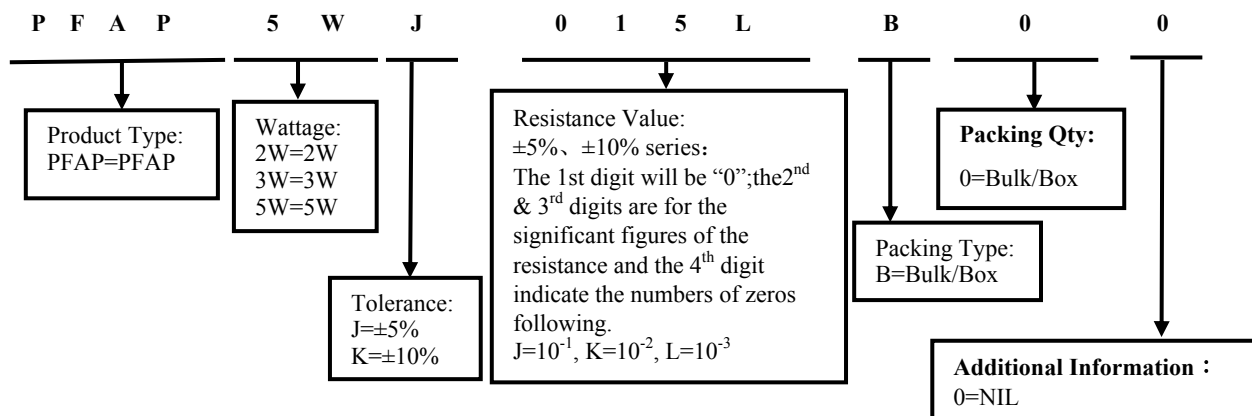 P F A P 5 W J 0 1 5 L B 0 0
Product Type:
PFAP=PFAP
Wattage:
2W=2W
3W=3W
5W=5W
Tolerance:
J=±5%
K=±10%
Resistance Value:
±5%、±10% series：
The 1st digit will be “0”;the2nd
& 3rd digits are for the
significant figures of the
resistance and the 4th digit
indicate the numbers of zeros
following.
J=10-1, K=10-2, L=10-3
Packing Type:
B=Bulk/Box
Packing Qty:
0=Bulk/Box
Additional Information：
0=NIL